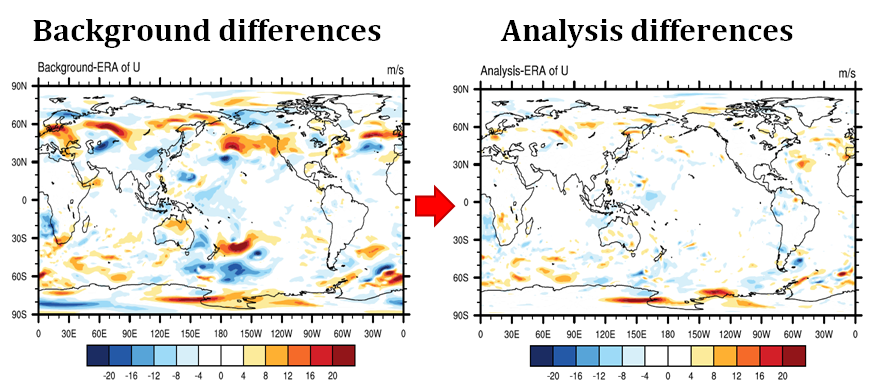 Background differences
Analysis differences
Background-ERA of U m/s
Analysis-ERA of U m/s
90N
60N
30N
0
30S
60S
90S
90N
60N
30N
0
30S
60S
90S
0 30E 60E 90E 120E 150E 180 150W 120W 90W 60W 30W 0
0 30E 60E 90E 120E 150E 180 150W 120W 90W 60W 30W 0
-20 -16 -12 -8 -4 0 4 8 12 16 20
-20 -16 -12 -8 -4 0 4 8 12 16 20